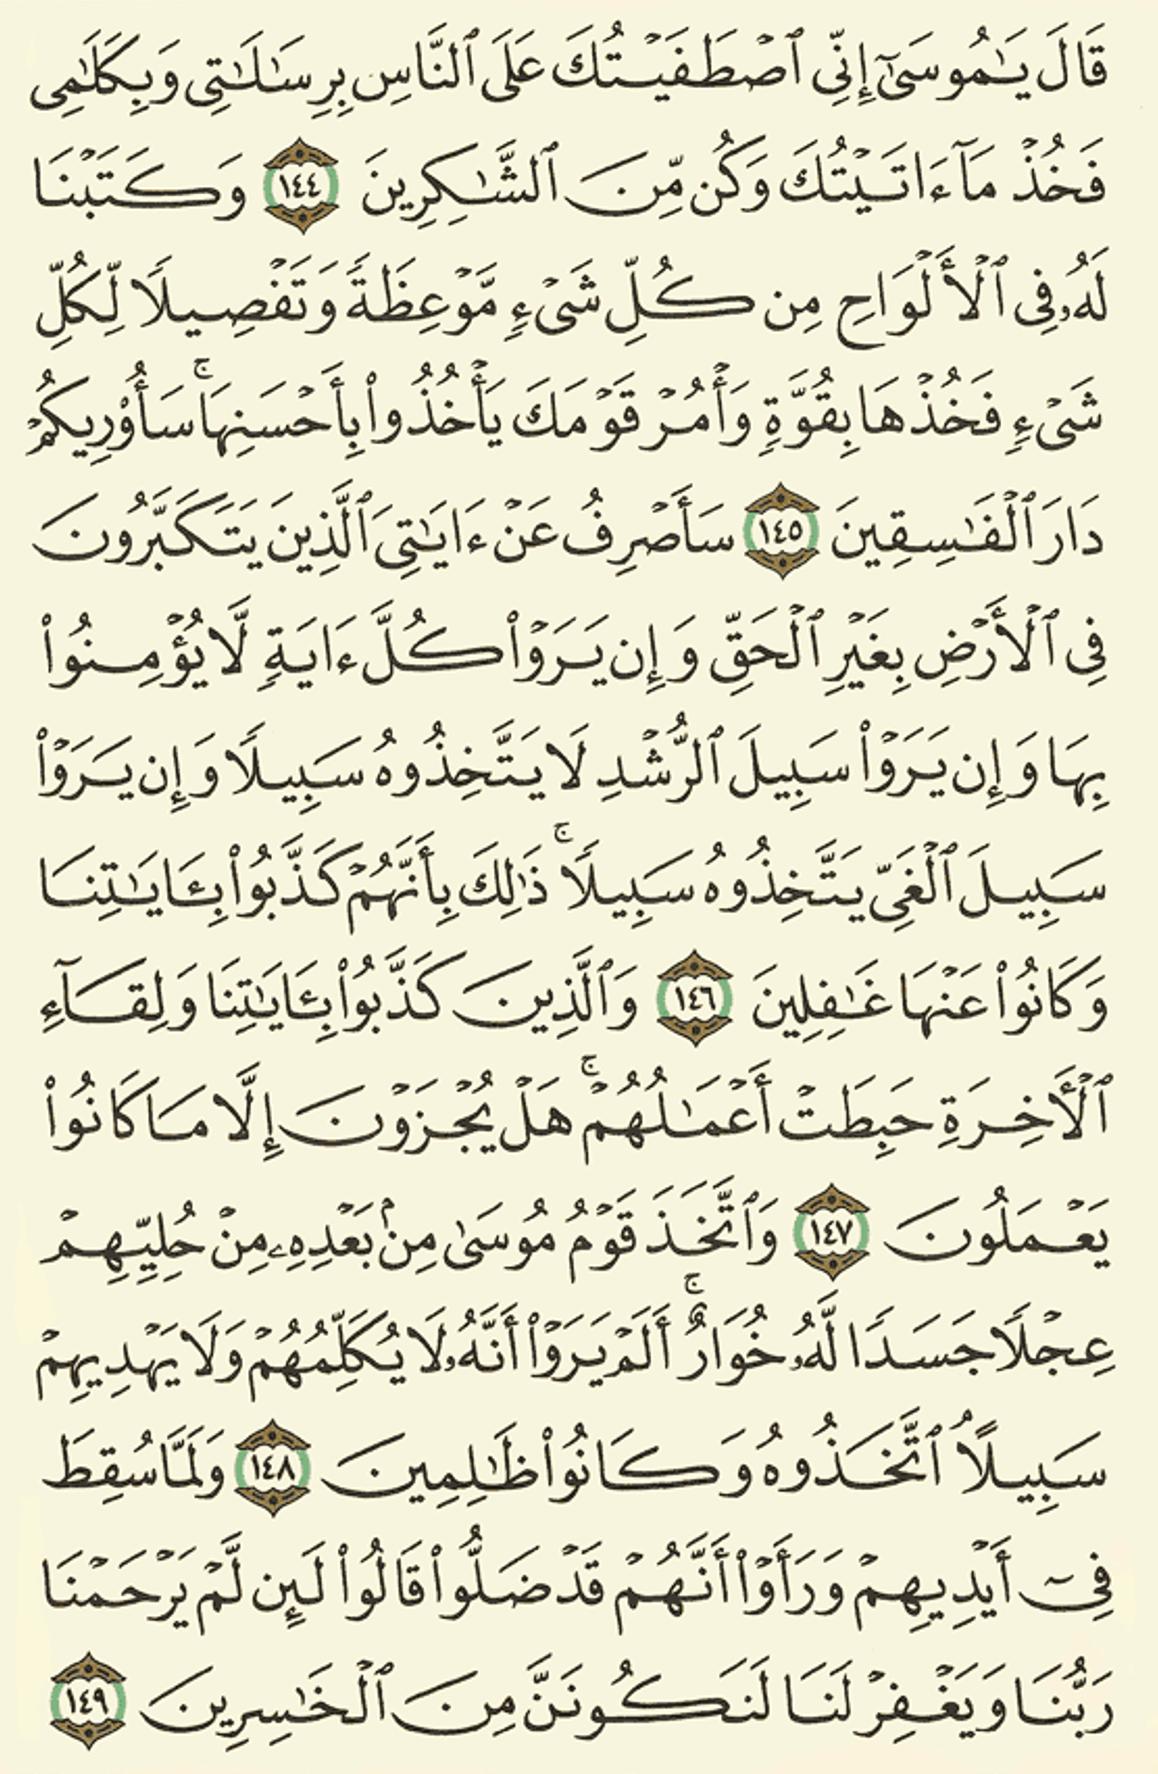 قَالَ يَـٰمُوسَىٰٓ إِنِّى ٱصْطَفَيْتُكَ عَلَى ٱلنَّاسِ بِرِسَـٰلَـٰتِى وَبِكَلَـٰمِى
فَخُذْ مَآ ءَاتَيْتُكَ وَكُن مِّنَ ٱلشَّـٰكِرِينَ ١٤٤ وَكَتَبْنَا
لَهُۥ فِى ٱلْأَلْوَاحِ مِن كُلِّ شَىْءٍ مَّوْعِظَةً وَتَفْصِيلًا لِّكُلِّ
شَىْءٍ فَخُذْهَا بِقُوَّةٍ وَأْمُرْ قَوْمَكَ يَأْخُذُوا۟ بِأَحْسَنِهَا ۚ سَأُو۟رِيكُمْ
دَارَ ٱلْفَـٰسِقِينَ ١٤٥ سَأَصْرِفُ عَنْ ءَايَـٰتِىَ ٱلَّذِينَ يَتَكَبَّرُونَ
فِى ٱلْأَرْضِ بِغَيْرِ ٱلْحَقِّ وَإِن يَرَوْا۟ كُلَّ ءَايَةٍ لَّا يُؤْمِنُوا۟
بِهَا وَإِن يَرَوْا۟ سَبِيلَ ٱلرُّشْدِ لَا يَتَّخِذُوهُ سَبِيلًا وَإِن يَرَوْا۟
سَبِيلَ ٱلْغَىِّ يَتَّخِذُوهُ سَبِيلًا ۚ ذَٰلِكَ بِأَنَّهُمْ كَذَّبُوا۟ بِـَٔايَـٰتِنَا
وَكَانُوا۟ عَنْهَا غَـٰفِلِينَ ١٤٦ وَٱلَّذِينَ كَذَّبُوا۟ بِـَٔايَـٰتِنَا وَلِقَآءِ
ٱلْـَٔاخِرَةِ حَبِطَتْ أَعْمَـٰلُهُمْ ۚ هَلْ يُجْزَوْنَ إِلَّا مَا كَانُوا۟
يَعْمَلُونَ ١٤٧ وَٱتَّخَذَ قَوْمُ مُوسَىٰ مِنۢ بَعْدِهِۦ مِنْ حُلِيِّهِمْ
عِجْلًا جَسَدًا لَّهُۥ خُوَارٌ ۚ أَلَمْ يَرَوْا۟ أَنَّهُۥ لَا يُكَلِّمُهُمْ وَلَا يَهْدِيهِمْ
سَبِيلًا ٱتَّخَذُوهُ وَكَانُوا۟ ظَـٰلِمِينَ ١٤٨ وَلَمَّا سُقِطَ
فِىٓ أَيْدِيهِمْ وَرَأَوْا۟ أَنَّهُمْ قَدْ ضَلُّوا۟ قَالُوا۟ لَئِن لَّمْ يَرْحَمْنَا
رَبُّنَا وَيَغْفِرْ لَنَا لَنَكُونَنَّ مِنَ ٱلْخَـٰسِرِينَ ١٤٩